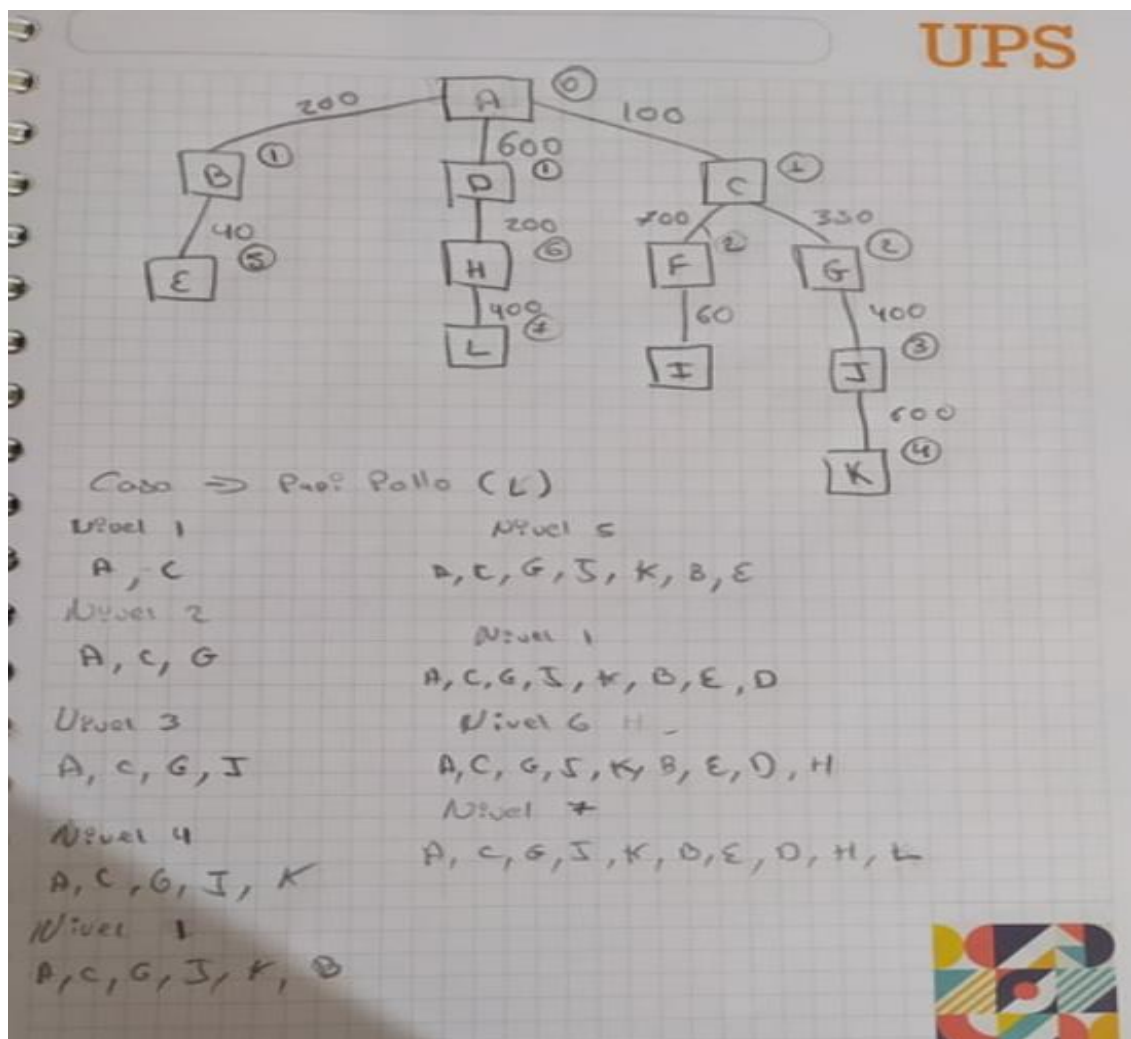 UPS
A 0
200 600 100
B 1 D 1 C 1
40 200 700 330
E 5 H 6 F 2 G 2
400 60 400
L 7 I J 3
600
K 4
Caso => Pollo (L)
Nivel 1
A, C
Nivel 2
A, C, G
Nivel 3
A, C, G, J
Nivel 4
A, C, G, J, K
Nivel 1
A, C, G, J, K, B
Nivel 5
A, C, G, J, K, B, E
Nivel 1
A, C, G, J, K, B, E, D
Nivel 6 H
A, C, G, J, K, B, E, D, H
Nivel 7
A, C, G, J, K, B, E, D, H, L